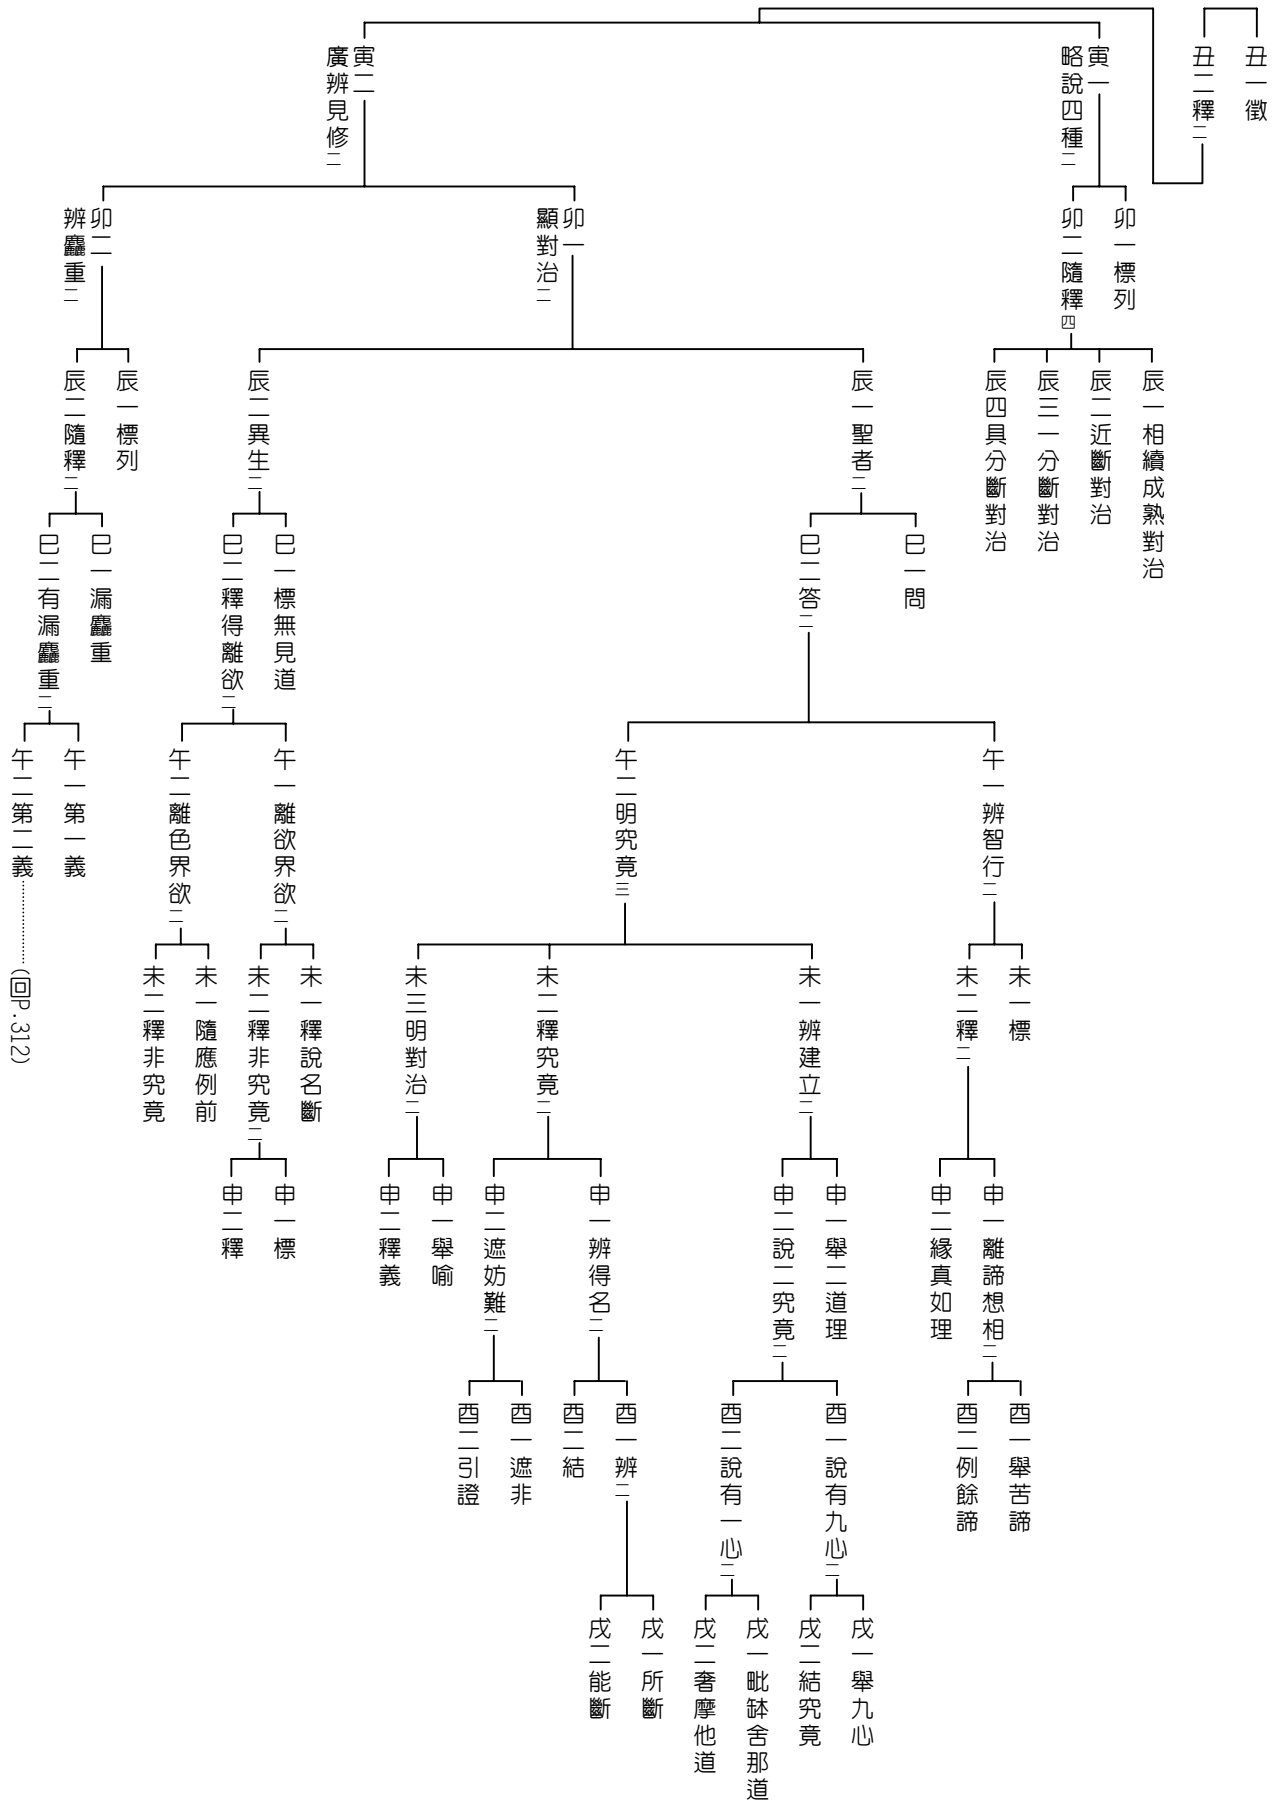 丑一徵
丑二釋二
寅一
略說四種二
卯一標列
卯二隨釋四
辰一相續成熟對治
辰二近斷對治
辰三一分斷對治
辰四具分斷對治
寅二
廣辨見修二
卯一
顯對治二
辰一聖者二
巳一問
巳二答二
午一辨智行二
未一標
未二釋二
申一離諦想相二
酉一舉苦諦
酉二例餘諦
申二緣真如理
午二明究竟三
未一辨建立二
申一舉二道理
申二說二究竟二
酉一說有九心二
戌一舉九心
戌二結究竟
酉二說有一心二
戌一毗缽舍那道
戌二奢摩他道
未二釋究竟二
申一辨得名二
酉一辨二
戌一所斷
戌二能斷
酉二結
申二遮妨難二
酉一遮非
酉二引證
未三明對治二
申一舉喻
申二釋義
辰二異生二
巳一標無見道
巳二釋得離欲二
午一離欲界欲二
未一釋說名斷
未二釋非究竟二
申一標
申二釋
午二離色界欲二
未一隨應例前
未二釋非究竟
卯二
辨麤重二
辰一標列
辰二隨釋二
巳一漏麤重
巳二有漏麤重二
午一第一義
午二第二義…………(回P.312)